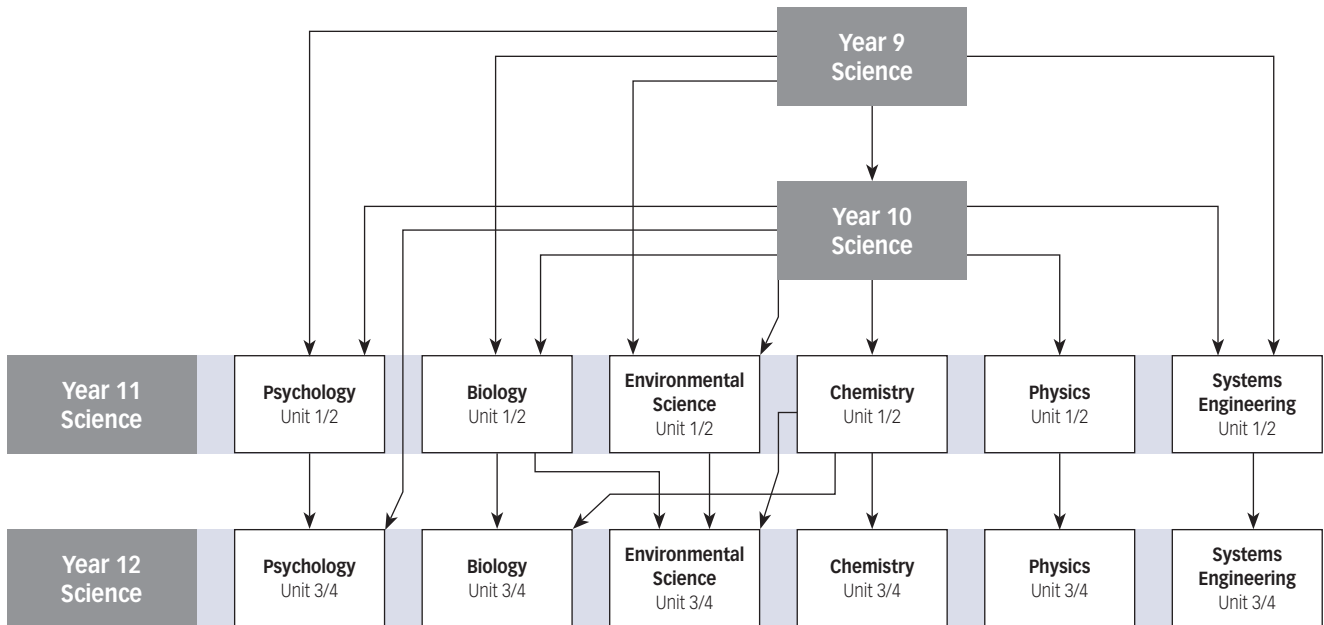 Year 9
Science
Year 10
Science
Year 11
Science
Psychology
Unit 1/2
Biology
Unit 1/2
Environmental
Science
Unit 1/2
Chemistry
Unit 1/2
Physics
Unit 1/2
Systems
Engineering
Unit 1/2
Year 12
Science
Psychology
Unit 3/4
Biology
Unit 3/4
Environmental
Science
Unit 3/4
Chemistry
Unit 3/4
Physics
Unit 3/4
Systems
Engineering
Unit 3/4